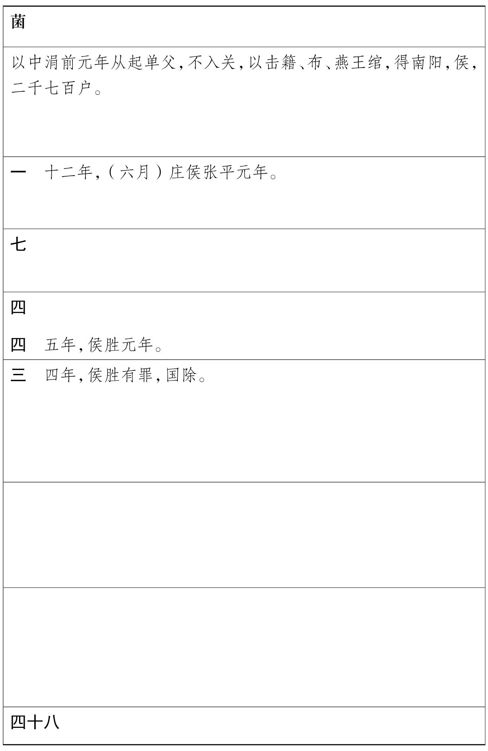 菌
以中涓前元年从起单父,不入关,以击籍、布、燕王绾,得南阳,侯,
二千七百户。
一 十二年,(六月)庄侯张平元年。
七
四
四 五年,侯胜元年。
三 四年,侯胜有罪,国除。
四十八